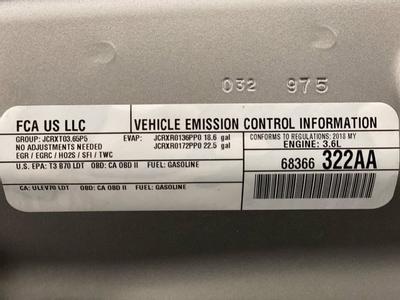 032 975
FCA US LLC
VEHICLE EMISSION CONTROL INFORMATION
GROUP: JCRXT03.65P5 EVAP: JCRXR0136PP0 18.6 gal
NO ADJUSTMENTS NEEDED JCRXR0172PP0 22.5 gal
EGR / EGRC / HO2S / SFI / TWC
CONFORMS TO REGULATIONS: 2018 MY
ENGINE: 3.6L
U.S. EPA: T3 B70 LDT OBD: CA OBD II FUEL: GASOLINE
68366 322AA
CA: ULEV70 LDT OBD: CA OBD II FUEL: GASOLINE